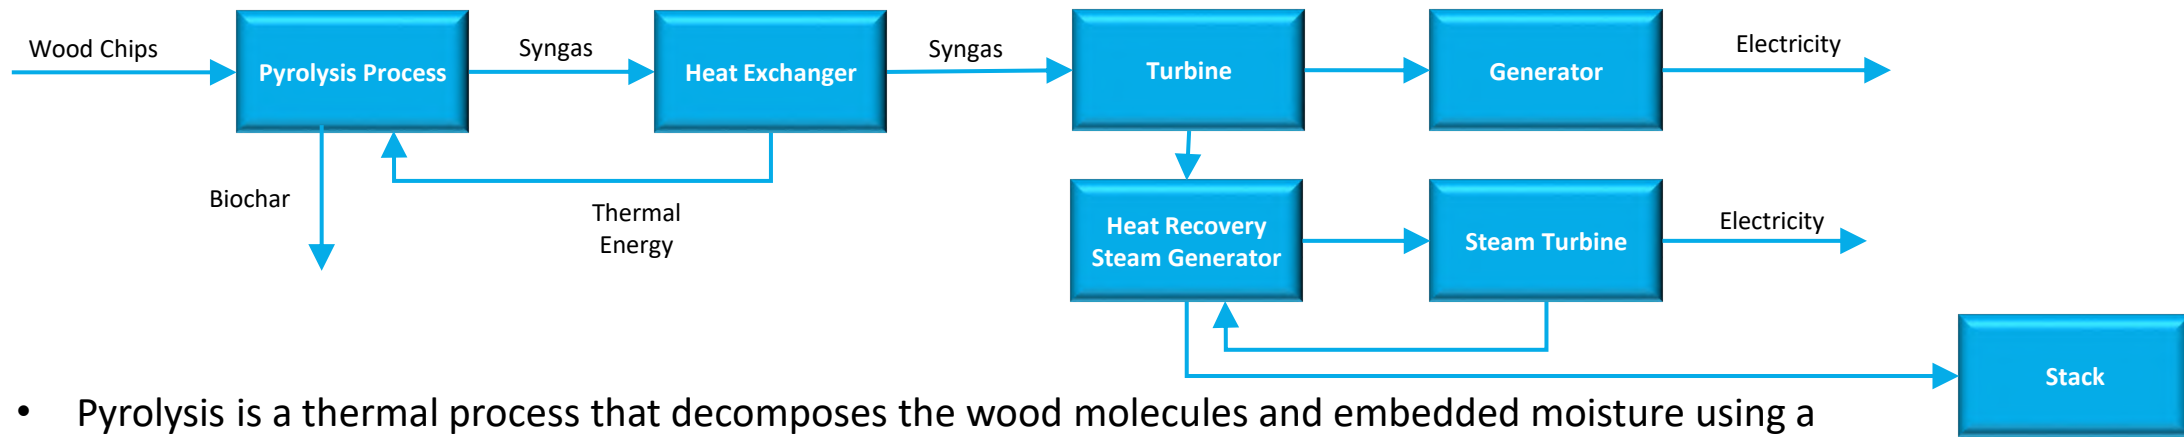 Wood Chips
Pyrolysis Process
Syngas
Heat Exchanger
Syngas
Turbine
Generator
Electricity
Biochar
Thermal
Energy
Heat Recovery
Steam Generator
Steam Turbine
Electricity
Stack
• Pyrolysis is a thermal process that decomposes the wood molecules and embedded moisture using a